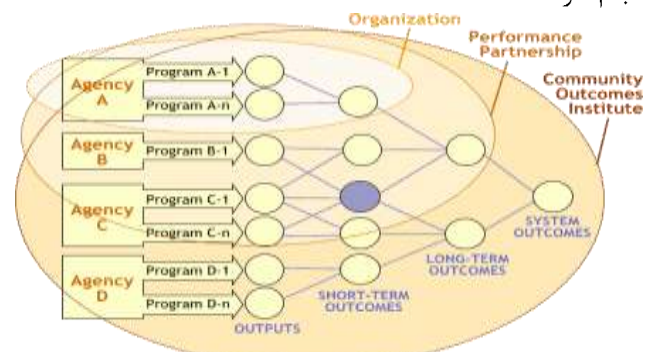 Organization
Performance
Partnership
Community
Outcomes
Institute
Agency
A
Program A-1
Program A-n
Agency
B
Program B-1
Agency
C
Program C-1
Program C-n
Agency
D
Program D-1
Program D-n
OUTPUTS
SHORT-TERM
OUTCOMES
LONG-TERM
OUTCOMES
SYSTEM
OUTCOMES